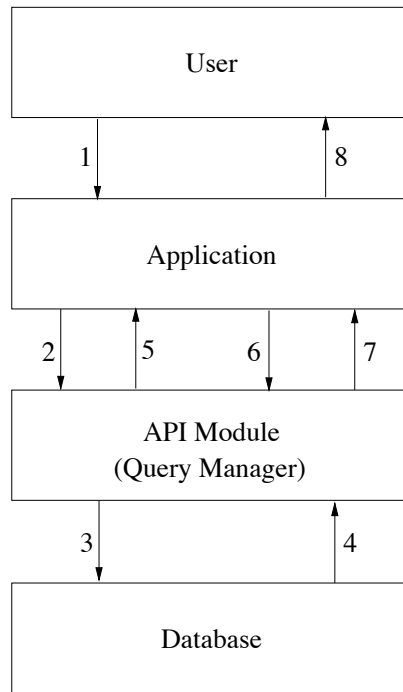 User
1
8
Application
2
5
6
7
API Module
(Query Manager)
3
4
Database